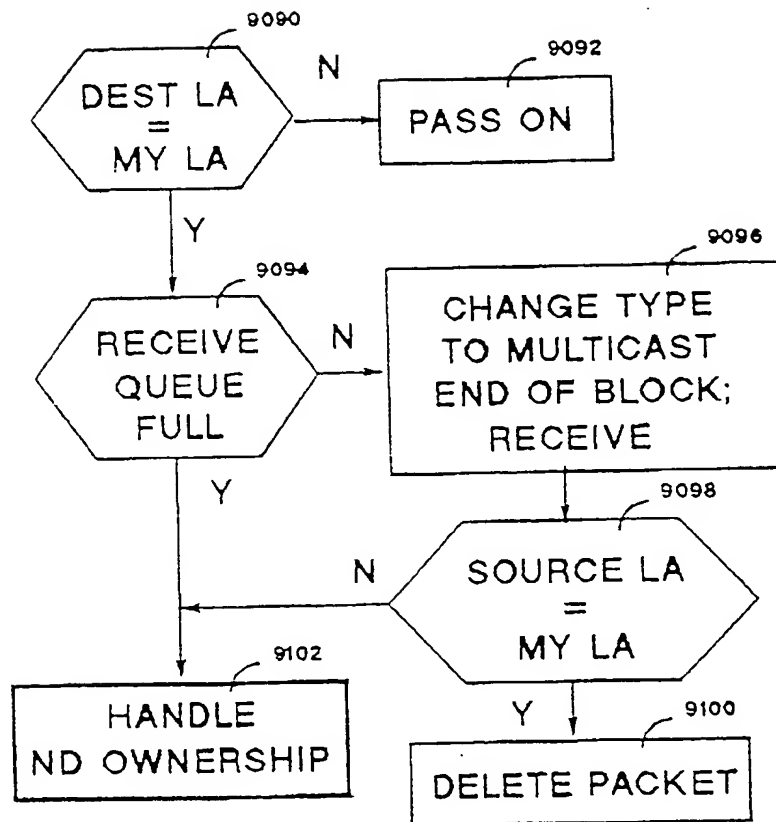 9090
DEST LA
=
MY LA
N
9092
PASS ON
Y
9094
RECEIVE
QUEUE
FULL
N
9096
CHANGE TYPE
TO MULTICAST
END OF BLOCK;
RECEIVE
Y
9098
SOURCE LA
=
MY LA
N
9102
HANDLE
ND OWNERSHIP
Y
9100
DELETE PACKET